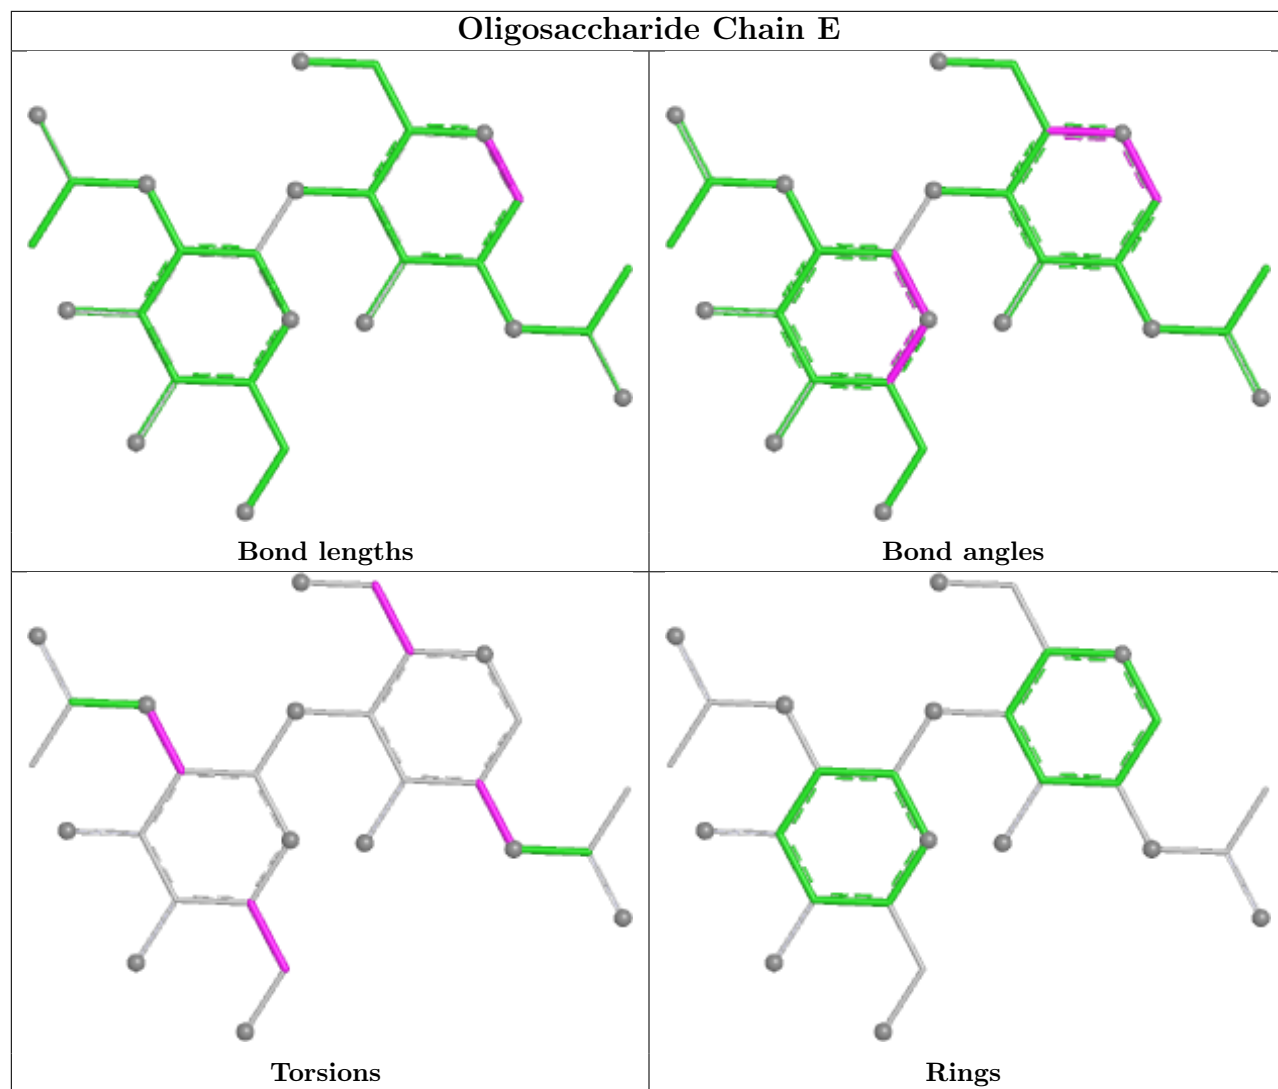 Oligosaccharide Chain E
Bond lengths
Bond angles
Torsions
Rings